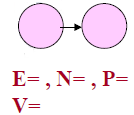 E= , N= , P=
V=